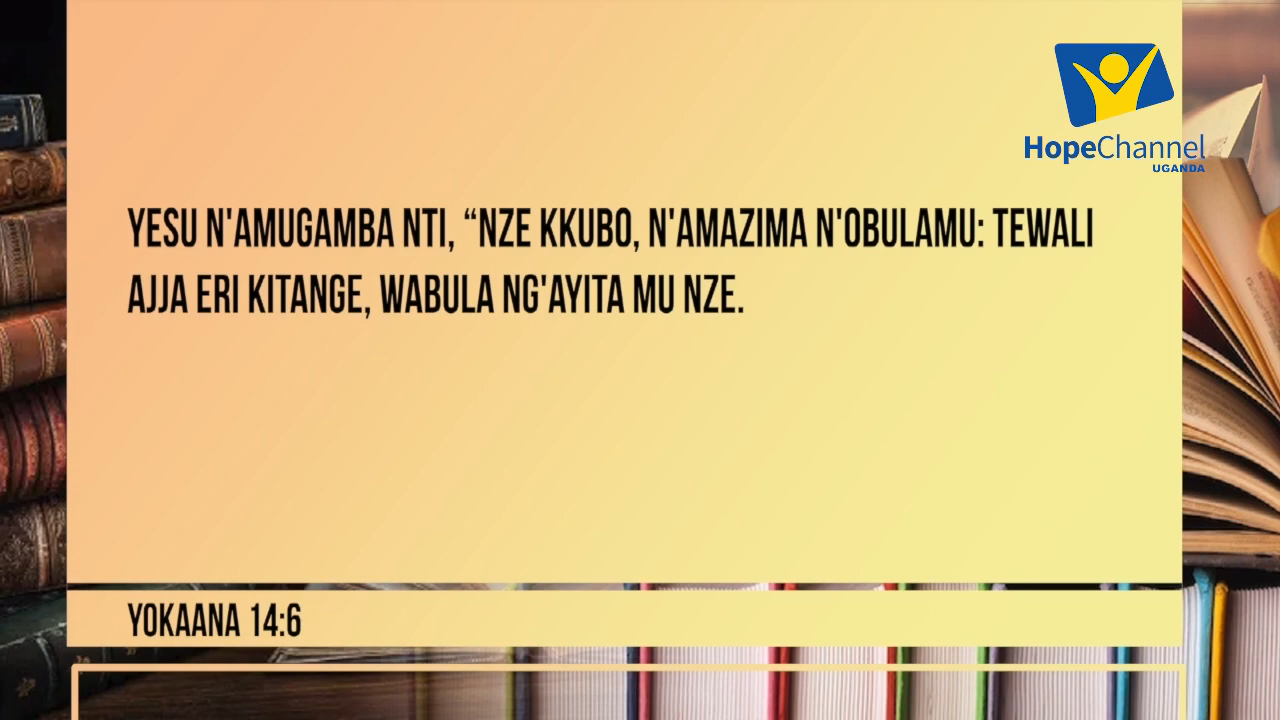 HopeChannel
UGANDA
YESU N'AMUGAMBA NTI, “NZE KKUBO, N'AMAZIMA N'OBULAMU: TEWALI
AJJA ERI KITANGE, WABULA NG'AYITA MU NZE.
YOKAANA 14:6